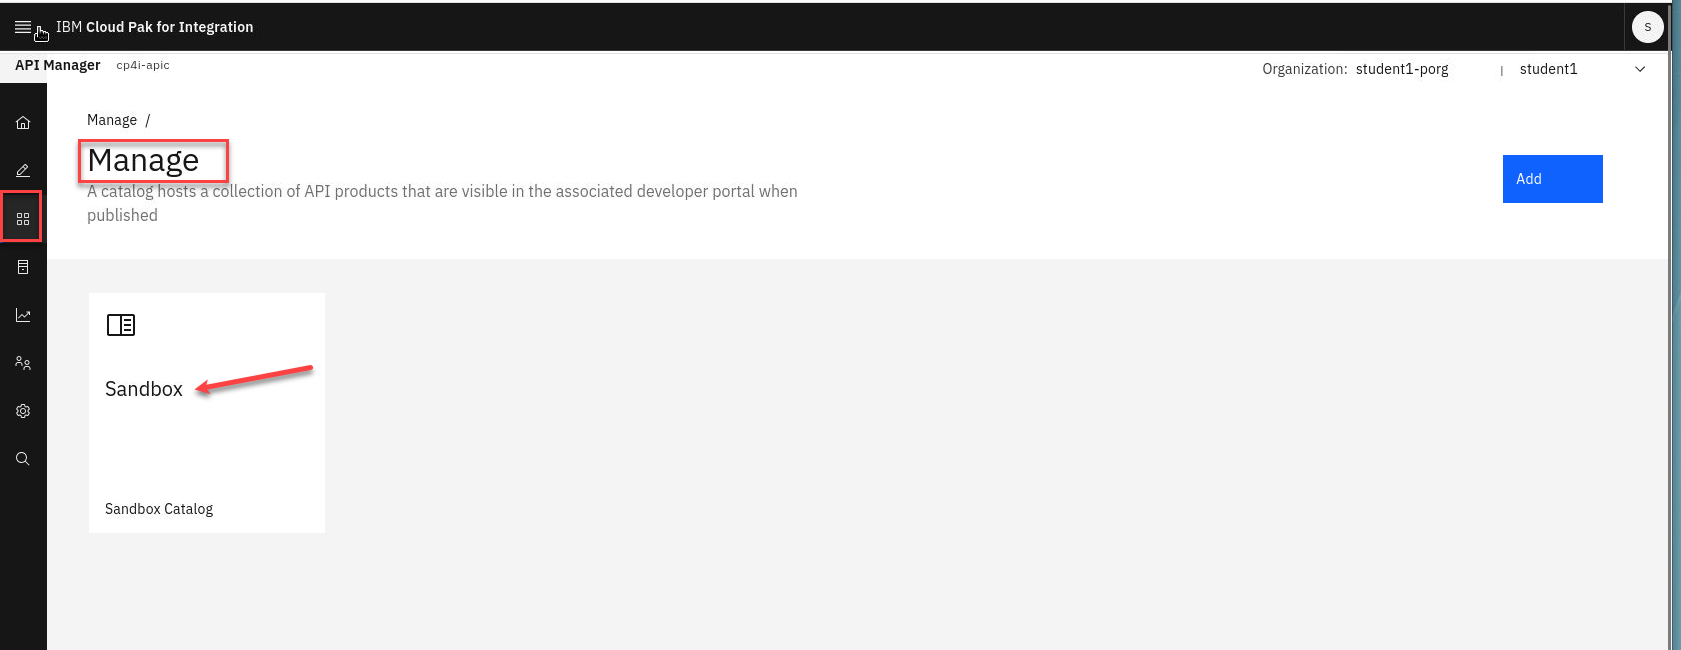 IBM Cloud Pak for Integration
S
API Manager cp4i-apic
Organization: student1-porg | student1
Manage /
Manage
A catalog hosts a collection of API products that are visible in the associated developer portal when
published
Add
Sandbox
Sandbox Catalog